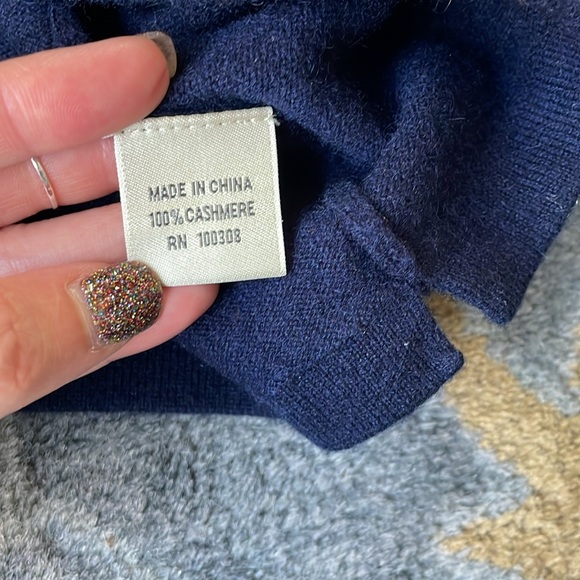 MADE IN CHINA
100% CASHMERE
RN 100308